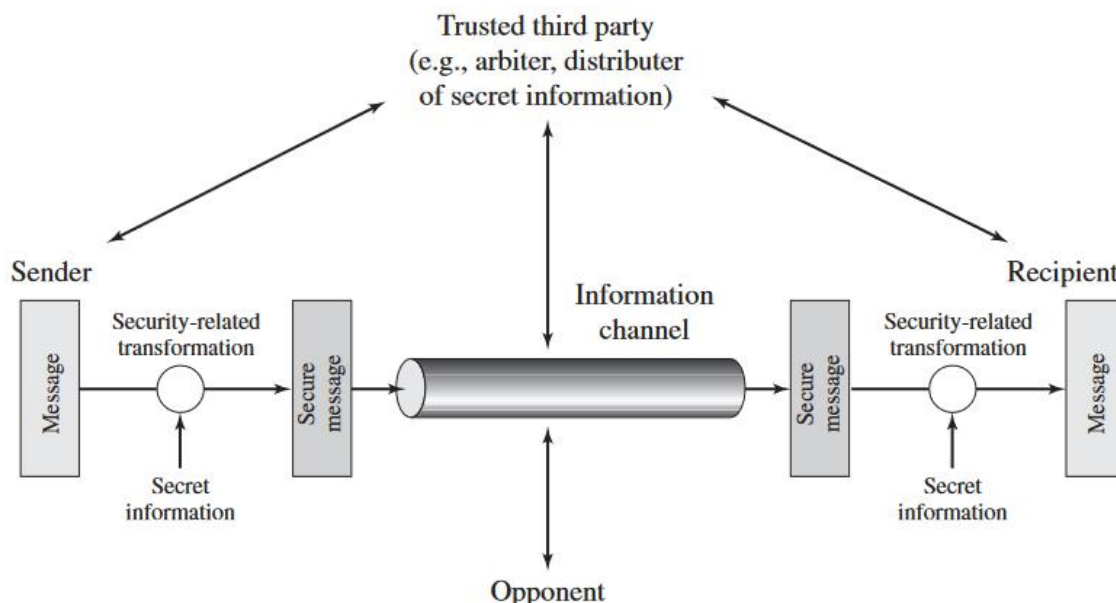 Trusted third party
(e.g., arbiter, distributer
of secret information)
Sender
Recipient
Information
channel
Security-related
transformation
Security-related
transformation
Message
Secure
message
Secure
message
Message
Secret
information
Secret
information
Opponent